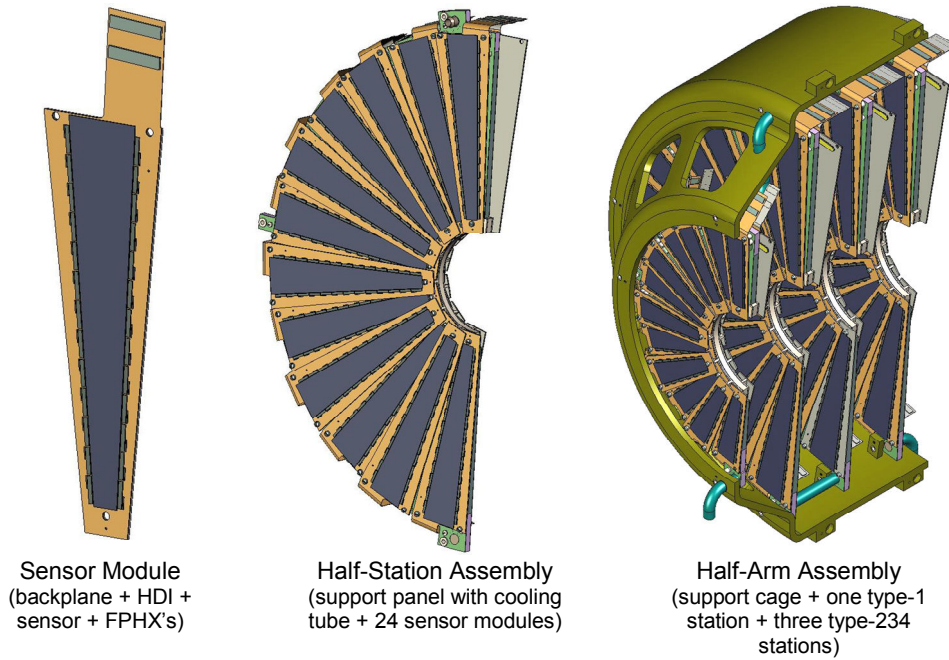 Sensor Module
(backplane + HDI +
sensor + FPHX's)
Half-Station Assembly
(support panel with cooling
tube + 24 sensor modules)
Half-Arm Assembly
(support cage + one type-1
station + three type-234
stations)